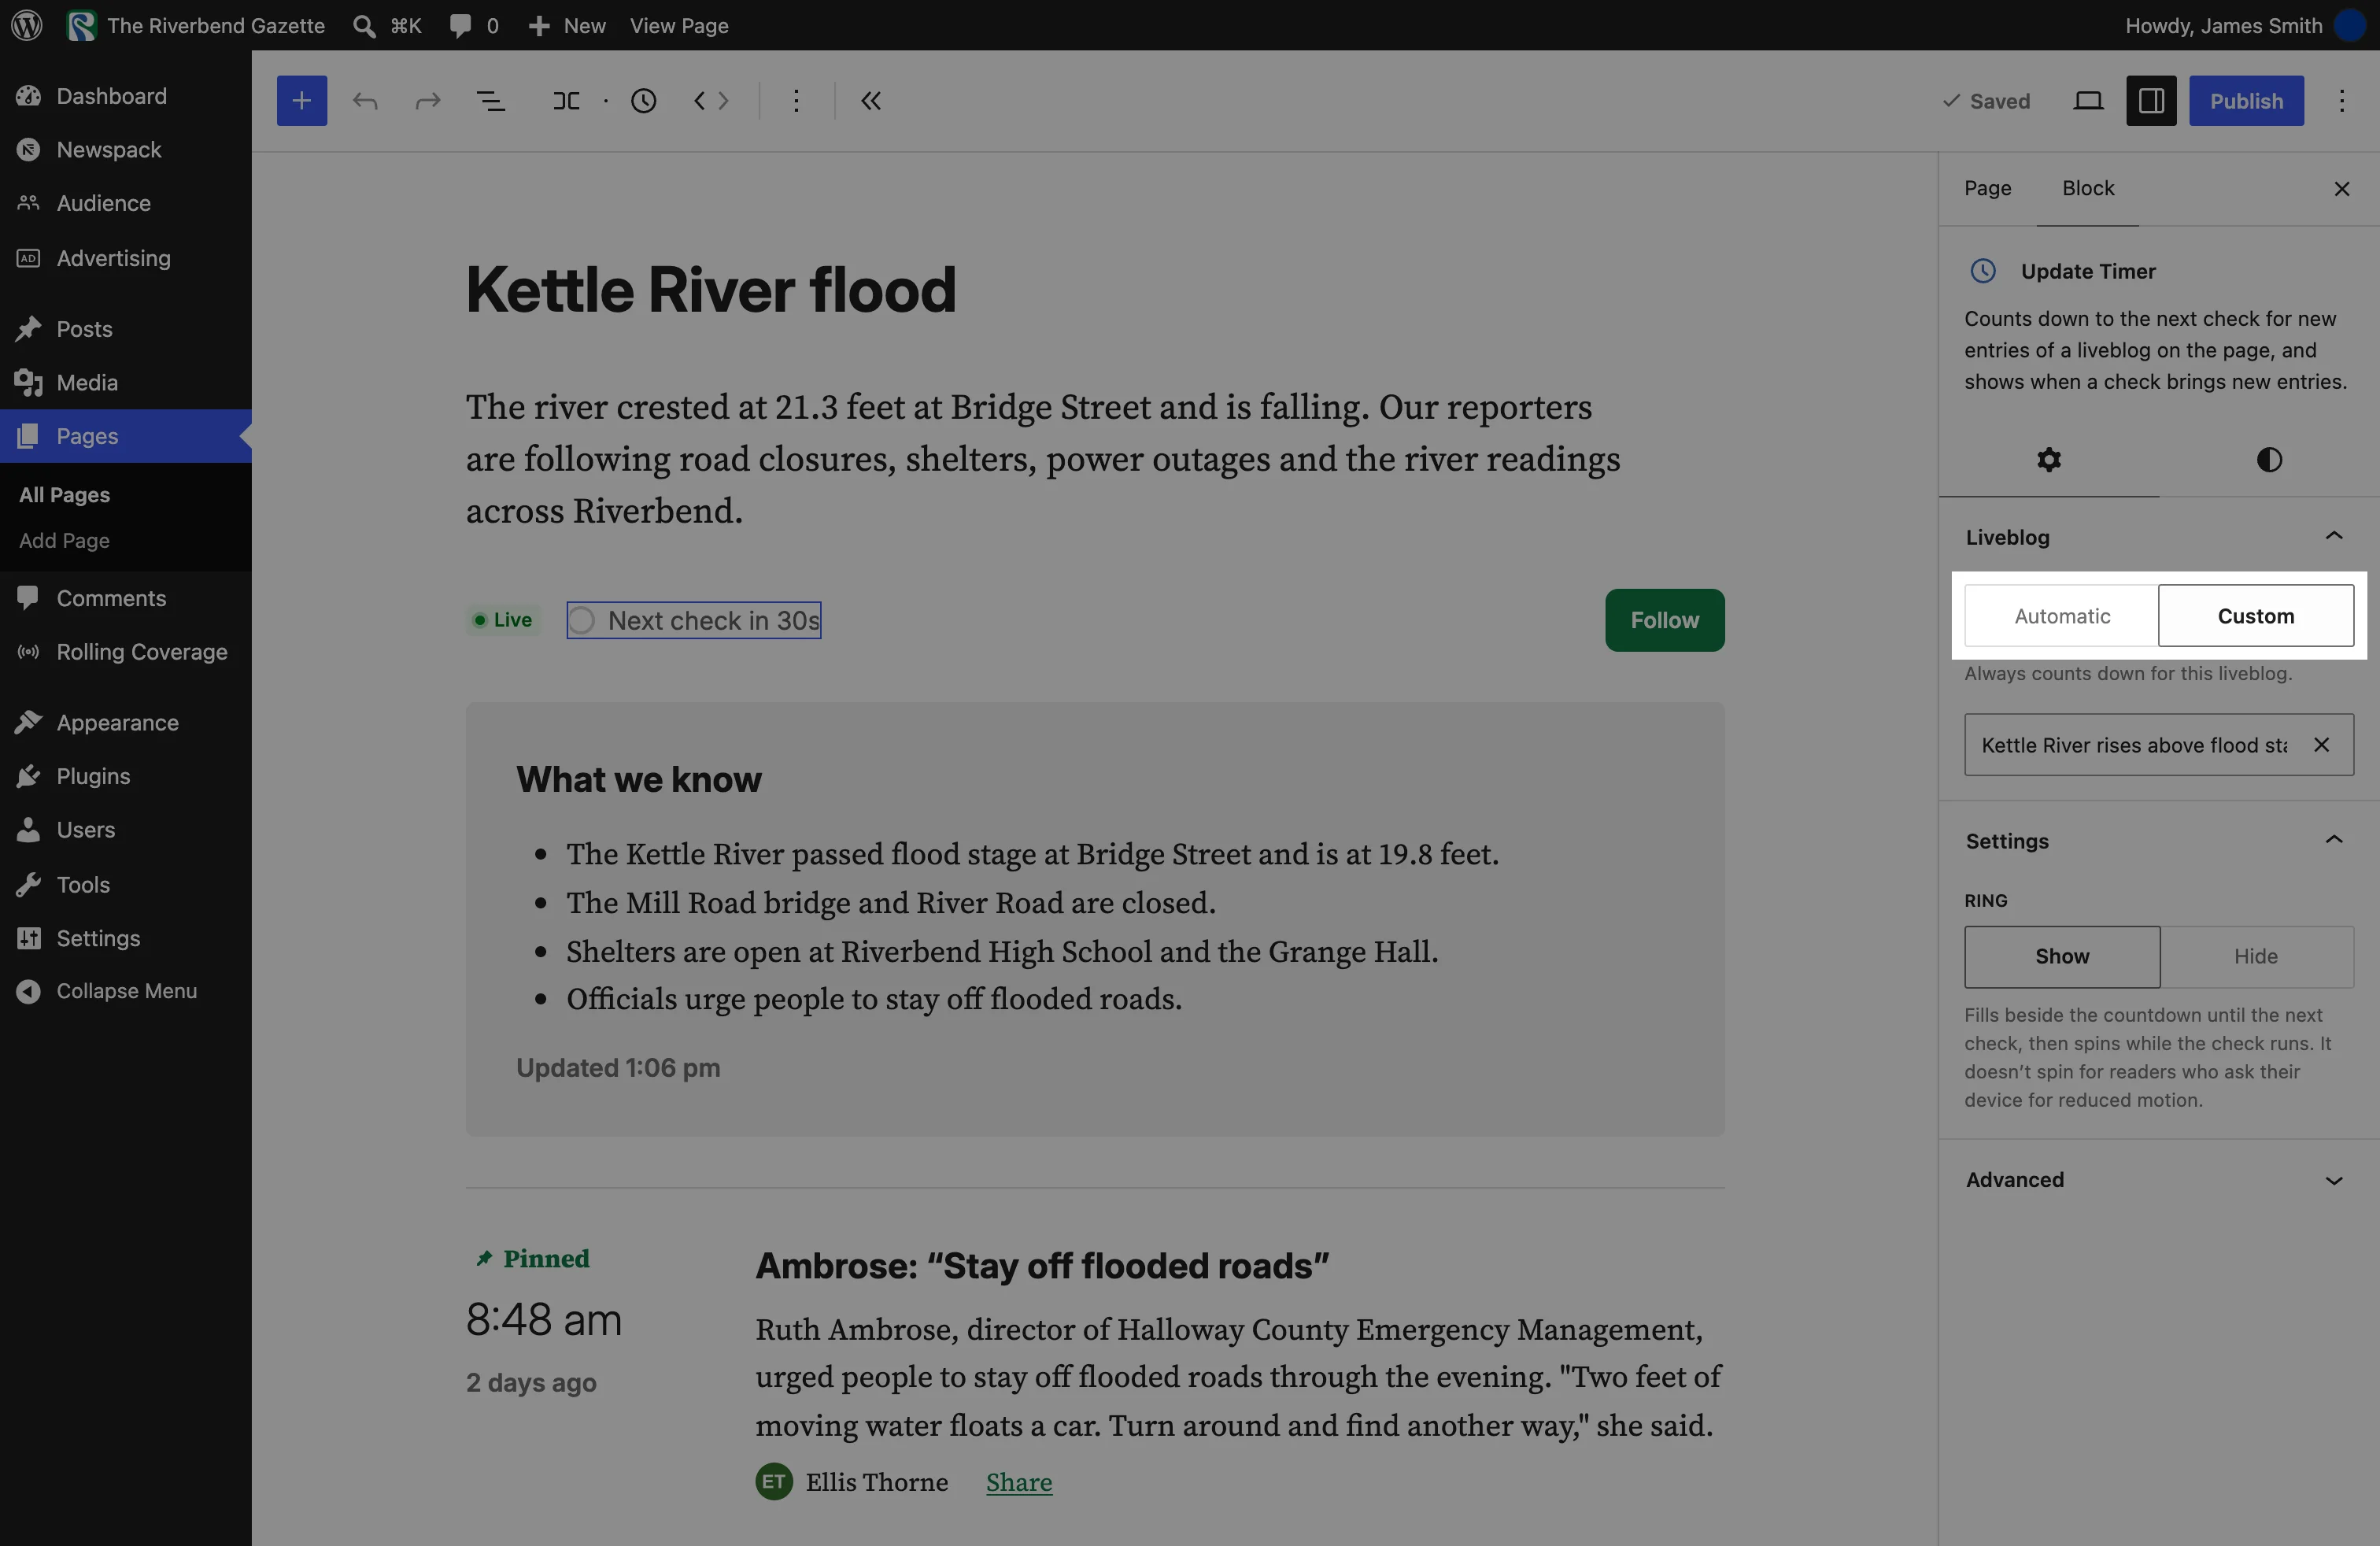 The Riverbend Gazette ⌘K 0 New View Page Howdy, James Smith
Dashboard
Newspack
Audience
Advertising
Posts
Media
Pages
All Pages
Add Page
Comments
Rolling Coverage
Appearance
Plugins
Users
Tools
Settings
Collapse Menu
Saved Publish
Kettle River flood
The river crested at 21.3 feet at Bridge Street and is falling. Our reporters
are following road closures, shelters, power outages and the river readings
across Riverbend.
Live Next check in 30s Follow
What we know
• The Kettle River passed flood stage at Bridge Street and is at 19.8 feet.
• The Mill Road bridge and River Road are closed.
• Shelters are open at Riverbend High School and the Grange Hall.
• Officials urge people to stay off flooded roads.
Updated 1:06 pm
Pinned
8:48 am
2 days ago
Ambrose: “Stay off flooded roads”
Ruth Ambrose, director of Halloway County Emergency Management,
urged people to stay off flooded roads through the evening. "Two feet of
moving water floats a car. Turn around and find another way," she said.
ET Ellis Thorne Share
Page Block
Update Timer
Counts down to the next check for new
entries of a liveblog on the page, and
shows when a check brings new entries.
Liveblog
Automatic Custom
Always counts down for this liveblog.
Kettle River rises above flood sta
Settings
RING
Show Hide
Fills beside the countdown until the next
check, then spins while the check runs. It
doesn’t spin for readers who ask their
device for reduced motion.
Advanced